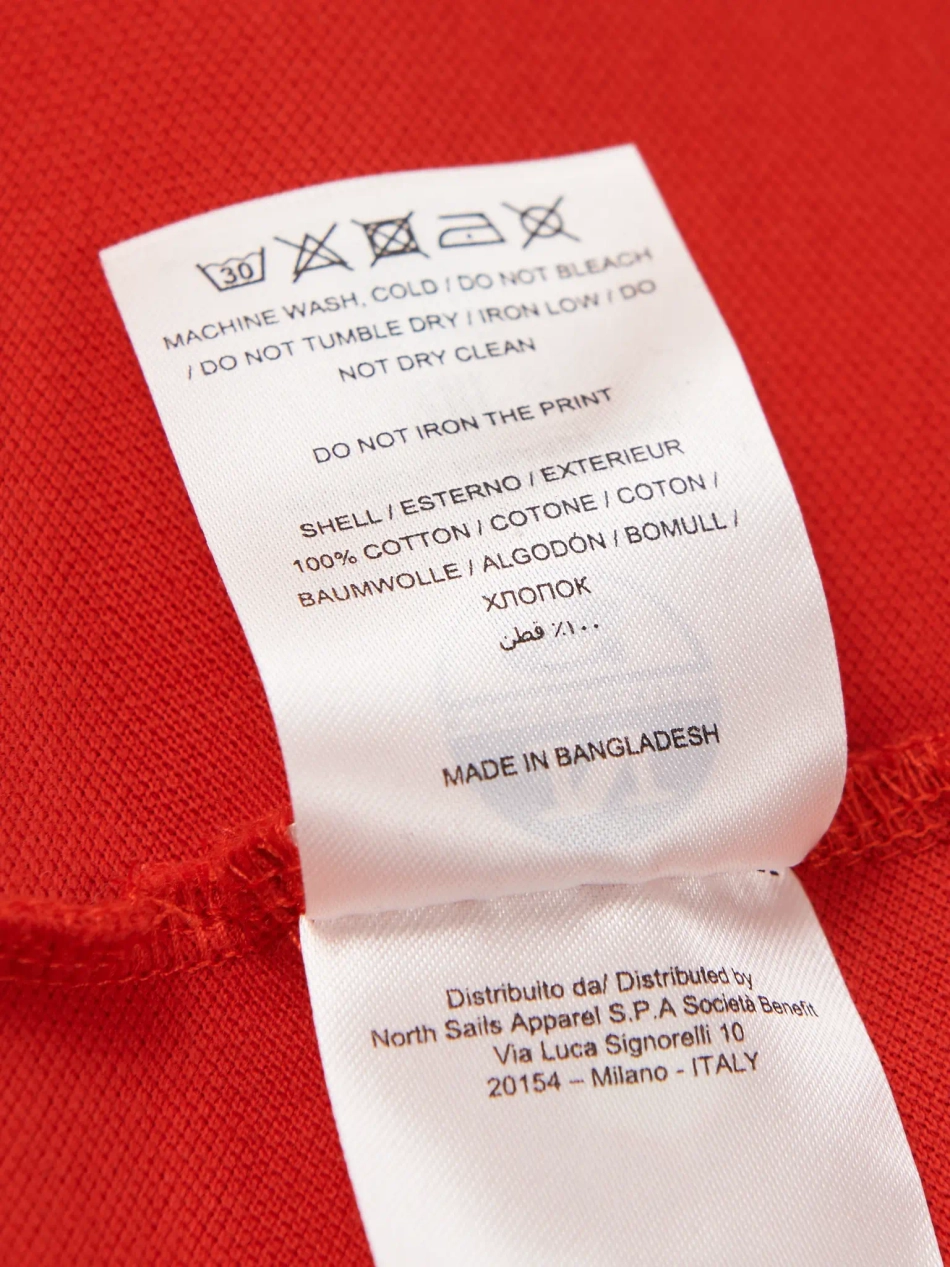 30
MACHINE WASH, COLD / DO NOT BLEACH
/ DO NOT TUMBLE DRY / IRON LOW / DO
NOT DRY CLEAN
DO NOT IRON THE PRINT
SHELL / ESTERNO / EXTERIEUR
100% COTTON / COTONE / COTON /
BAUMWOLLE / ALGODÓN / BOMULL /
ХЛОПОК
١٠٠٪ قطن
MADE IN BANGLADESH
Distribuito da/ Distributed by
North Sails Apparel S.P.A Società Benefit
Via Luca Signorelli 10
20154 – Milano - ITALY